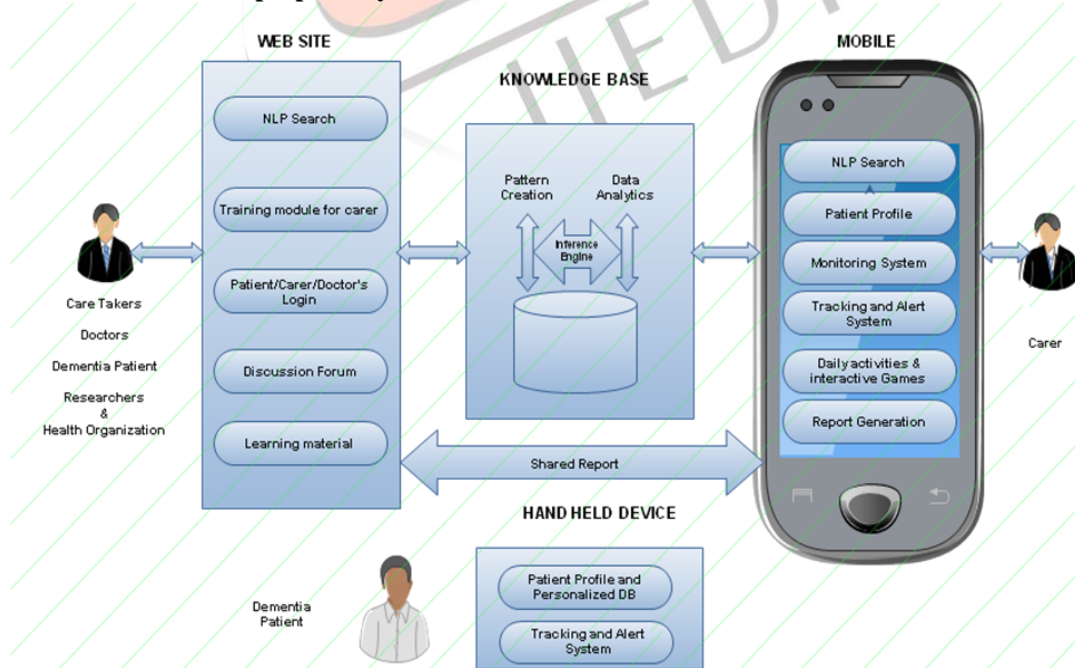 WEB SITE
NLP Search
Training module for carer
Patient/Carer/Doctor's
Login
Discussion Forum
Learning material
Care Takers
Doctors
Dementia Patient
Researchers
&
Health Organization
KNOWLEDGE BASE
Pattern
Creation
Data
Analytics
Inference
Engine
Shared Report
MOBILE
NLP Search
Patient Profile
Monitoring System
Tracking and Alert
System
Daily activities &
interactive Games
Report Generation
Carer
HAND HELD DEVICE
Dementia
Patient
Patient Profile and
Personalized DB
Tracking and Alert
System